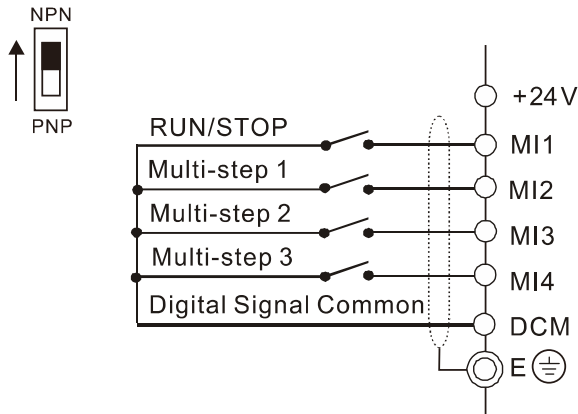 NPN
PNP
+24V
RUN/STOP
MI1
Multi-step 1
MI2
Multi-step 2
MI3
Multi-step 3
MI4
Digital Signal Common
DCM
E